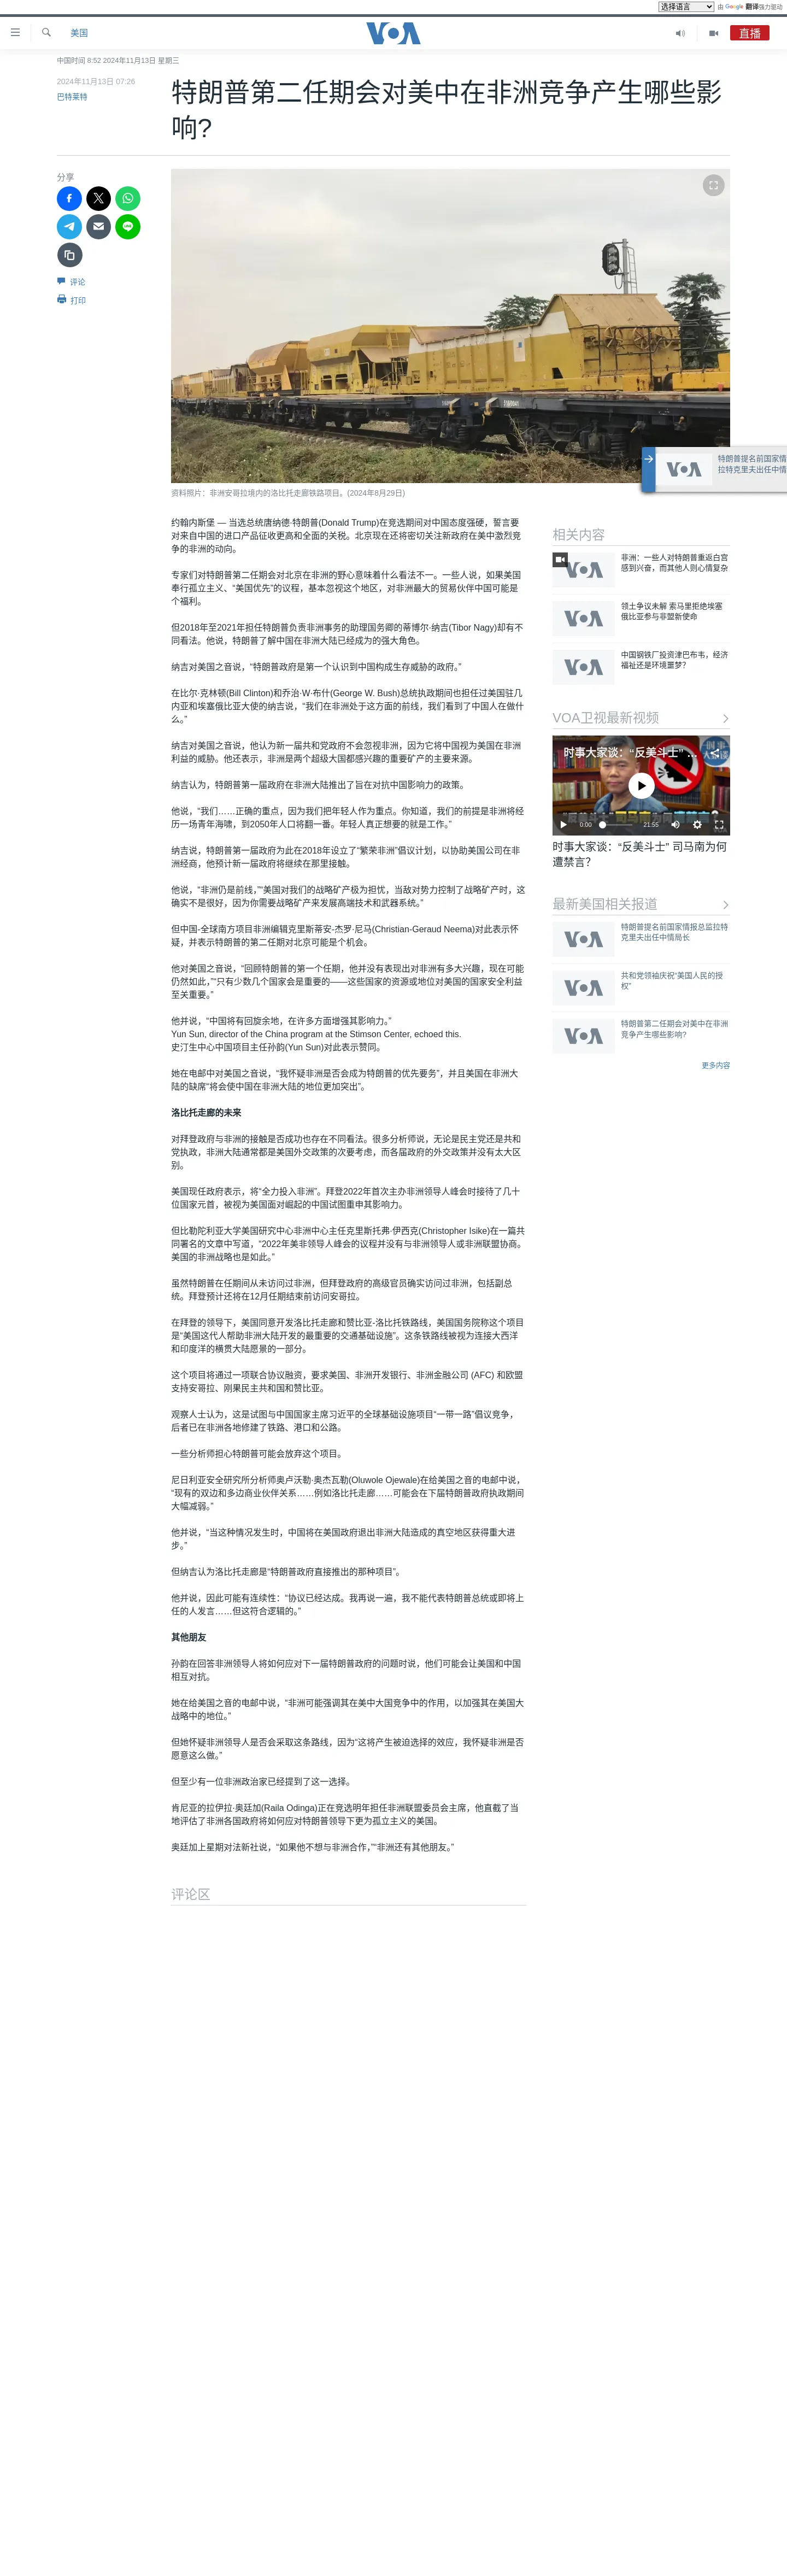 选择语言 由 Google 翻译强力驱动
美国
VOA
直播
中国时间 8:52 2024年11月13日 星期三
2024年11月13日 07:26
巴特莱特
特朗普第二任期会对美中在非洲竞争产生哪些影
响?
分享
评论
打印
资料照片：非洲安哥拉境内的洛比托走廊铁路项目。(2024年8月29日)
特朗普提名前国家情
拉特克里夫出任中情
约翰内斯堡 — 当选总统唐纳德·特朗普(Donald Trump)在竞选期间对中国态度强硬，誓言要
对来自中国的进口产品征收更高和全面的关税。北京现在还将密切关注新政府在美中激烈竞
争的非洲的动向。
专家们对特朗普第二任期会对北京在非洲的野心意味着什么看法不一。一些人说，如果美国
奉行孤立主义、“美国优先”的议程，基本忽视这个地区，对非洲最大的贸易伙伴中国可能是
个福利。
但2018年至2021年担任特朗普负责非洲事务的助理国务卿的蒂博尔·纳吉(Tibor Nagy)却有不
同看法。他说，特朗普了解中国在非洲大陆已经成为的强大角色。
纳吉对美国之音说，“特朗普政府是第一个认识到中国构成生存威胁的政府。”
在比尔·克林顿(Bill Clinton)和乔治·W·布什(George W. Bush)总统执政期间也担任过美国驻几
内亚和埃塞俄比亚大使的纳吉说，“我们在非洲处于这方面的前线，我们看到了中国人在做什
么。”
纳吉对美国之音说，他认为新一届共和党政府不会忽视非洲，因为它将中国视为美国在非洲
利益的威胁。他还表示，非洲是两个超级大国都感兴趣的重要矿产的主要来源。
纳吉认为，特朗普第一届政府在非洲大陆推出了旨在对抗中国影响力的政策。
他说，“我们……正确的重点，因为我们把年轻人作为重点。你知道，我们的前提是非洲将经
历一场青年海啸，到2050年人口将翻一番。年轻人真正想要的就是工作。”
纳吉说，特朗普第一届政府为此在2018年设立了“繁荣非洲”倡议计划，以协助美国公司在非
洲经商，他预计新一届政府将继续在那里接触。
他说，“非洲仍是前线，”“美国对我们的战略矿产极为担忧，当敌对势力控制了战略矿产时，这
确实不是很好，因为你需要战略矿产来发展高端技术和武器系统。”
但中国-全球南方项目非洲编辑克里斯蒂安-杰罗·尼马(Christian-Geraud Neema)对此表示怀
疑，并表示特朗普的第二任期对北京可能是个机会。
他对美国之音说，“回顾特朗普的第一个任期，他并没有表现出对非洲有多大兴趣，现在可能
仍然如此，”“只有少数几个国家会是重要的——这些国家的资源或地位对美国的国家安全利益
至关重要。”
他并说，“中国将有回旋余地，在许多方面增强其影响力。”
Yun Sun, director of the China program at the Stimson Center, echoed this.
史汀生中心中国项目主任孙韵(Yun Sun)对此表示赞同。
她在电邮中对美国之音说，“我怀疑非洲是否会成为特朗普的优先要务”，并且美国在非洲大
陆的缺席“将会使中国在非洲大陆的地位更加突出”。
洛比托走廊的未来
对拜登政府与非洲的接触是否成功也存在不同看法。很多分析师说，无论是民主党还是共和
党执政，非洲大陆通常都是美国外交政策的次要考虑，而各届政府的外交政策并没有太大区
别。
美国现任政府表示，将“全力投入非洲”。拜登2022年首次主办非洲领导人峰会时接待了几十
位国家元首，被视为美国面对崛起的中国试图重申其影响力。
但比勒陀利亚大学美国研究中心非洲中心主任克里斯托弗·伊西克(Christopher Isike)在一篇共
同署名的文章中写道，“2022年美非领导人峰会的议程并没有与非洲领导人或非洲联盟协商。
美国的非洲战略也是如此。”
虽然特朗普在任期间从未访问过非洲，但拜登政府的高级官员确实访问过非洲，包括副总
统。拜登预计还将在12月任期结束前访问安哥拉。
在拜登的领导下，美国同意开发洛比托走廊和赞比亚-洛比托铁路线，美国国务院称这个项目
是“美国这代人帮助非洲大陆开发的最重要的交通基础设施”。这条铁路线被视为连接大西洋
和印度洋的横贯大陆愿景的一部分。
这个项目将通过一项联合协议融资，要求美国、非洲开发银行、非洲金融公司 (AFC) 和欧盟
支持安哥拉、刚果民主共和国和赞比亚。
观察人士认为，这是试图与中国国家主席习近平的全球基础设施项目“一带一路”倡议竞争，
后者已在非洲各地修建了铁路、港口和公路。
一些分析师担心特朗普可能会放弃这个项目。
尼日利亚安全研究所分析师奥卢沃勒·奥杰瓦勒(Oluwole Ojewale)在给美国之音的电邮中说，
“现有的双边和多边商业伙伴关系……例如洛比托走廊……可能会在下届特朗普政府执政期间
大幅减弱。”
他并说，“当这种情况发生时，中国将在美国政府退出非洲大陆造成的真空地区获得重大进
步。”
但纳吉认为洛比托走廊是“特朗普政府直接推出的那种项目”。
他并说，因此可能有连续性：“协议已经达成。我再说一遍，我不能代表特朗普总统或即将上
任的人发言……但这符合逻辑的。”
其他朋友
孙韵在回答非洲领导人将如何应对下一届特朗普政府的问题时说，他们可能会让美国和中国
相互对抗。
她在给美国之音的电邮中说，“非洲可能强调其在美中大国竞争中的作用，以加强其在美国大
战略中的地位。”
但她怀疑非洲领导人是否会采取这条路线，因为“这将产生被迫选择的效应，我怀疑非洲是否
愿意这么做。”
但至少有一位非洲政治家已经提到了这一选择。
肯尼亚的拉伊拉·奥廷加(Raila Odinga)正在竞选明年担任非洲联盟委员会主席，他直截了当
地评估了非洲各国政府将如何应对特朗普领导下更为孤立主义的美国。
奥廷加上星期对法新社说，“如果他不想与非洲合作，”“非洲还有其他朋友。”
评论区
相关内容
VOA
非洲：一些人对特朗普重返白宫
感到兴奋，而其他人则心情复杂
VOA
领土争议未解 索马里拒绝埃塞
俄比亚参与非盟新使命
VOA
中国钢铁厂投资津巴布韦，经济
福祉还是环境噩梦？
VOA卫视最新视频
时事大家谈：“反美斗士” …
0:00 21:55
时事大家谈：“反美斗士” 司马南为何
遭禁言？
最新美国相关报道
VOA
特朗普提名前国家情报总监拉特
克里夫出任中情局长
VOA
共和党领袖庆祝“美国人民的授
权”
VOA
特朗普第二任期会对美中在非洲
竞争产生哪些影响?
更多内容